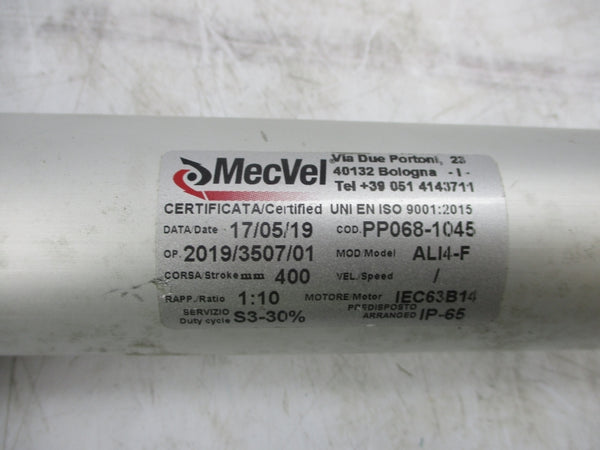 MecVel
Via Due Portoni, 23
40132 Bologna - I -
Tel +39 051 4143711
CERTIFICATA/Certified UNI EN ISO 9001:2015
DATA/Date 17/05/19 COD. PP068-1045
OP. 2019/3507/01 MOD Model ALI4-F
CORSA/Stroke mm 400 VEL./Speed /
RAPP./Ratio 1:10 MOTORE/Motor IEC63B14
SERVIZIO
Duty cycle S3-30%
PREDISPOSTO
ARRANGED IP-65